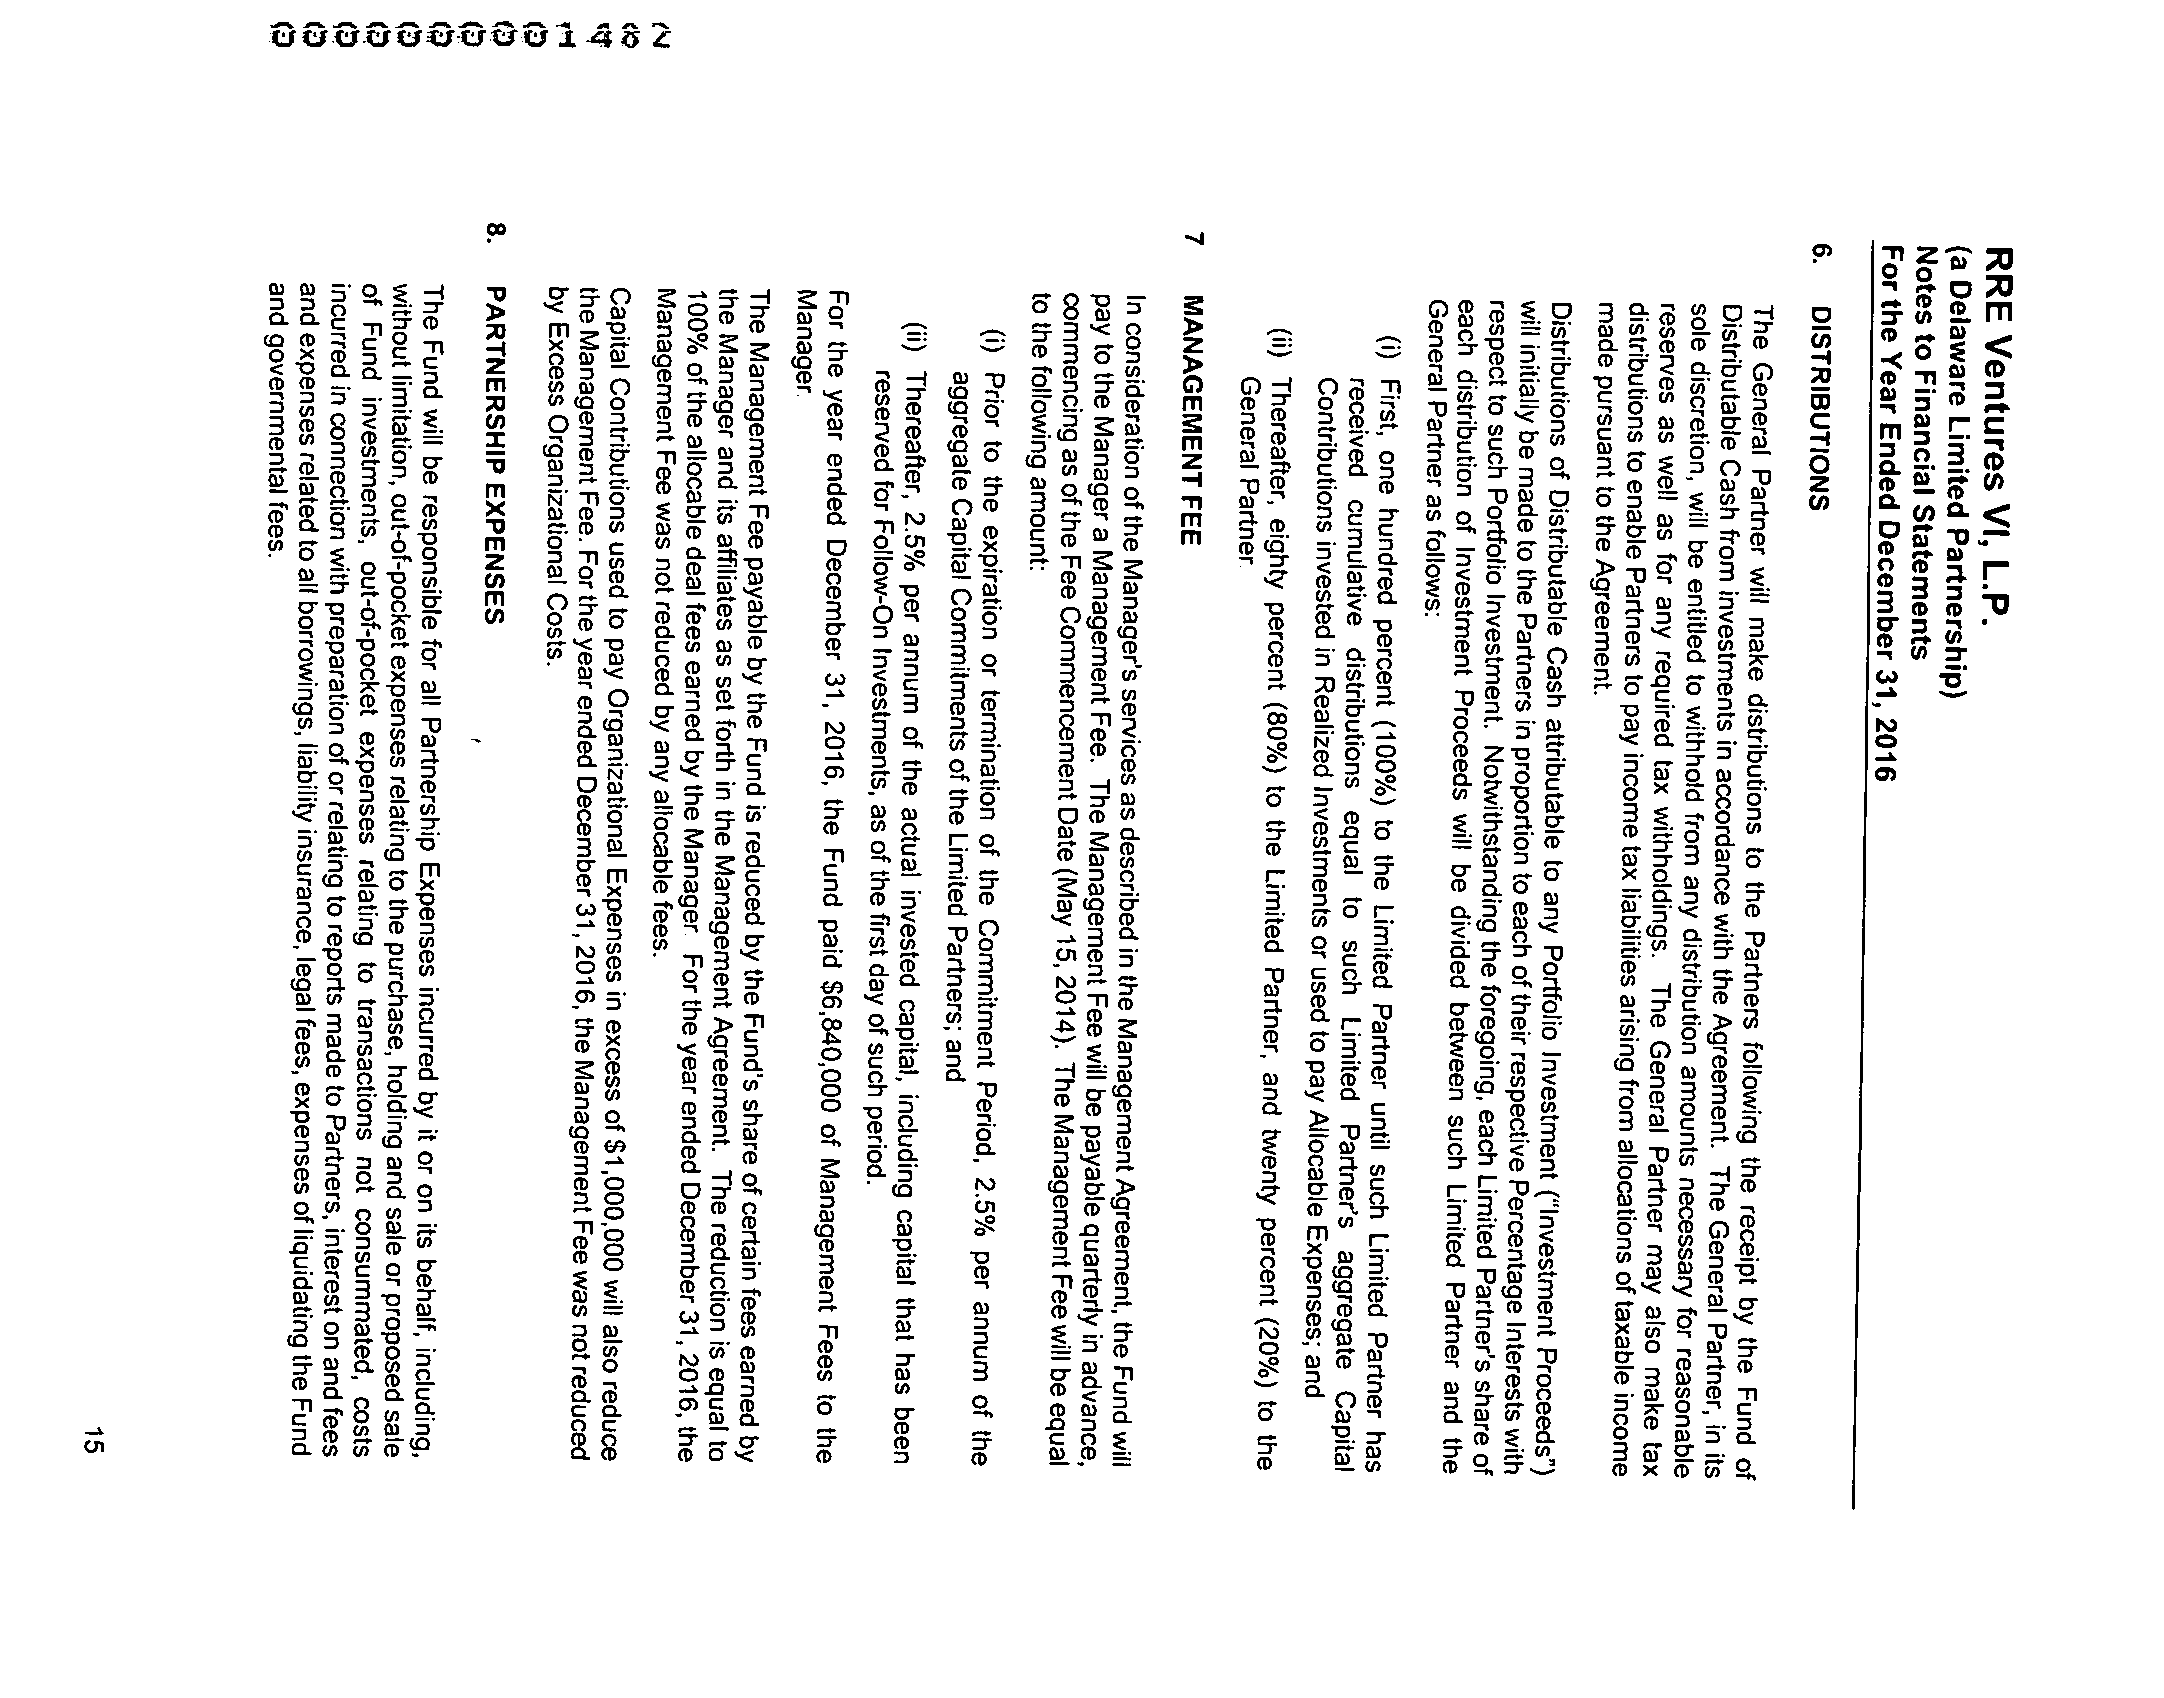 RRE Ventures VI, L.P.
(a Delaware Limited Partnership)
Notes to Financial Statements
For the Year Ended December 31, 2016
6. DISTRIBUTIONS
The General Partner will make distributions to the Partners following the receipt by the Fund of
Distributable Cash from investments in accordance with the Agreement. The General Partner, in its
sole discretion, will be entitled to withhold from any distribution amounts necessary for reasonable
reserves as well as for any required tax withholdings. The General Partner may also make tax
distributions to enable Partners to pay income tax liabilities arising from allocations of taxable income
made pursuant to the Agreement.
Distributions of Distributable Cash attributable to any Portfolio Investment ("Investment Proceeds")
will initially be made to the Partners in proportion to each of their respective Percentage Interests with
respect to such Portfolio Investment. Notwithstanding the foregoing, each Limited Partner's share of
each distribution of Investment Proceeds will be divided between such Limited Partner and the
General Partner as follows:
(i) First, one hundred percent (100%) to the Limited Partner until such Limited Partner has
received cumulative distributions equal to such Limited Partner's aggregate Capital
Contributions invested in Realized Investments or used to pay Allocable Expenses; and
(ii) Thereafter, eighty percent (80%) to the Limited Partner, and twenty percent (20%) to the
General Partner.
7 MANAGEMENT FEE
In consideration of the Manager's services as described in the Management Agreement, the Fund will
pay to the Manager a Management Fee. The Management Fee will be payable quarterly in advance,
commencing as of the Fee Commencement Date (May 15, 2014). The Management Fee will be equal
to the following amount:
(i) Prior to the expiration or termination of the Commitment Period, 2.5% per annum of the
aggregate Capital Commitments of the Limited Partners; and
(ii) Thereafter, 2.5% per annum of the actual invested capital, including capital that has been
reserved for Follow-On Investments, as of the first day of such period.
For the year ended December 31, 2016, the Fund paid $6,840,000 of Management Fees to the
Manager.
The Management Fee payable by the Fund is reduced by the Fund's share of certain fees earned by
the Manager and its affiliates as set forth in the Management Agreement. The reduction is equal to
100% of the allocable deal fees earned by the Manager. For the year ended December 31, 2016, the
Management Fee was not reduced by any allocable fees.
Capital Contributions used to pay Organizational Expenses in excess of $1,000,000 will also reduce
the Management Fee. For the year ended December 31, 2016, the Management Fee was not reduced
by Excess Organizational Costs.
8. PARTNERSHIP EXPENSES
The Fund will be responsible for all Partnership Expenses incurred by it or on its behalf, including,
without limitation, out-of-pocket expenses relating to the purchase, holding and sale or proposed sale
of Fund investments, out-of-pocket expenses relating to transactions not consummated, costs
incurred in connection with preparation of or relating to reports made to Partners, interest on and fees
and expenses related to all borrowings, liability insurance, legal fees, expenses of liquidating the Fund
and governmental fees.
15
0000000001482